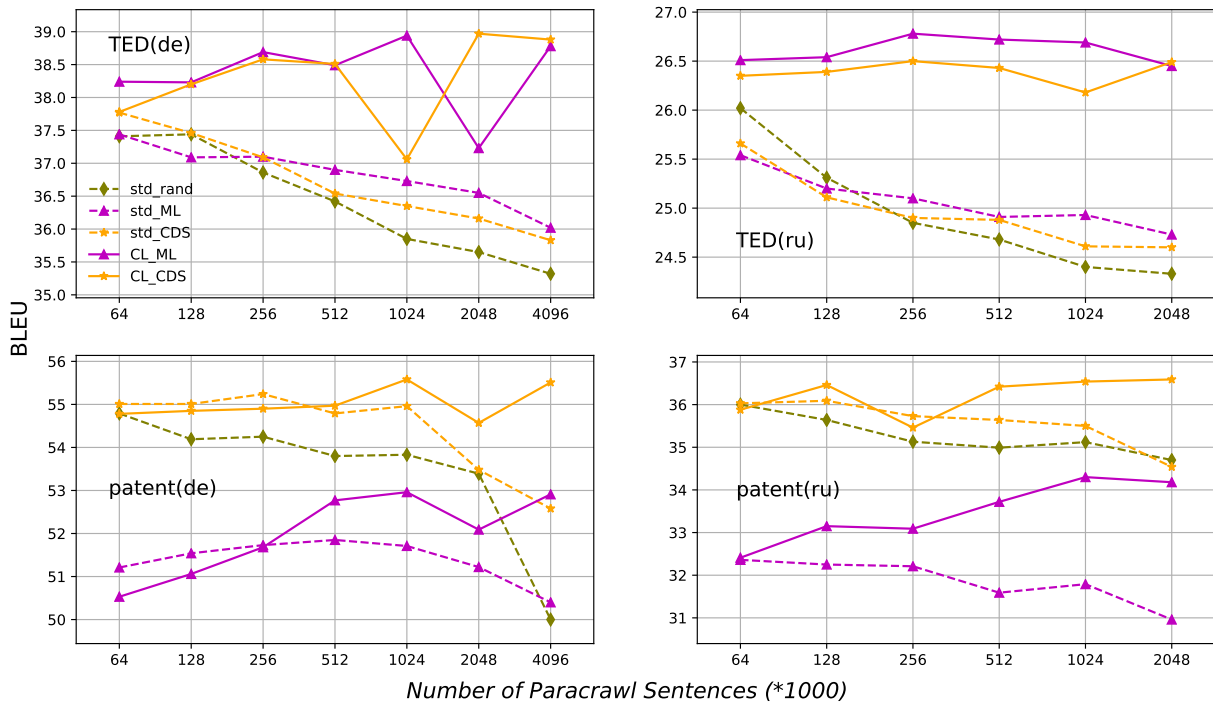 TED(de)
39.0
38.5
38.0
37.5
37.0
36.5
36.0
35.5
35.0
std_rand
std_ML
std_CDS
CL_ML
CL_CDS
64 128 256 512 1024 2048 4096
TED(ru)
27.0
26.5
26.0
25.5
25.0
24.5
64 128 256 512 1024 2048
BLEU
patent(de)
56
55
54
53
52
51
50
64 128 256 512 1024 2048 4096
patent(ru)
37
36
35
34
33
32
31
64 128 256 512 1024 2048
Number of Paracrawl Sentences (*1000)